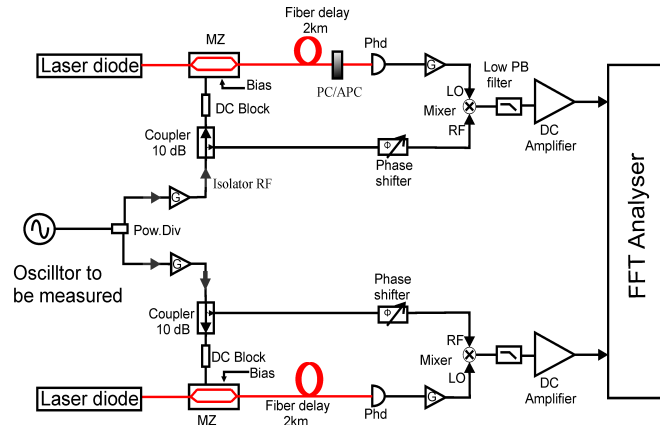 Fiber delay
2km
MZ
Phd
Laser diode
G
Low PB
filter
LO
Bias
PC/APC
Mixer
DC Block
RF
DC
Amplifier
Coupler
10 dB
Φ
Phase
shifter
Isolator RF
G
Pow.Div
FFT Analyser
Oscilltor to
be measured
G
Phase
shifter
Φ
Coupler
10 dB
RF
Mixer
DC Block
LO
DC
Amplifier
Bias
Laser diode
G
MZ
Fiber delay
2km
Phd